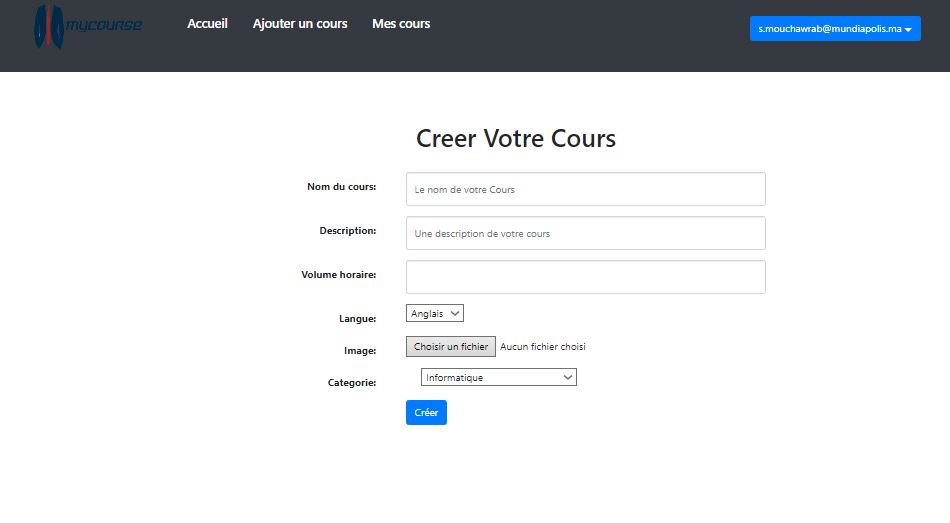 mycourse
Accueil Ajouter un cours Mes cours
s.mouchawrab@mundiapolis.ma
Creer Votre Cours
Nom du cours: Le nom de votre Cours
Description: Une description de votre cours
Volume horaire:
Langue: Anglais
Image: Choisir un fichier Aucun fichier choisi
Categorie: Informatique
Créer